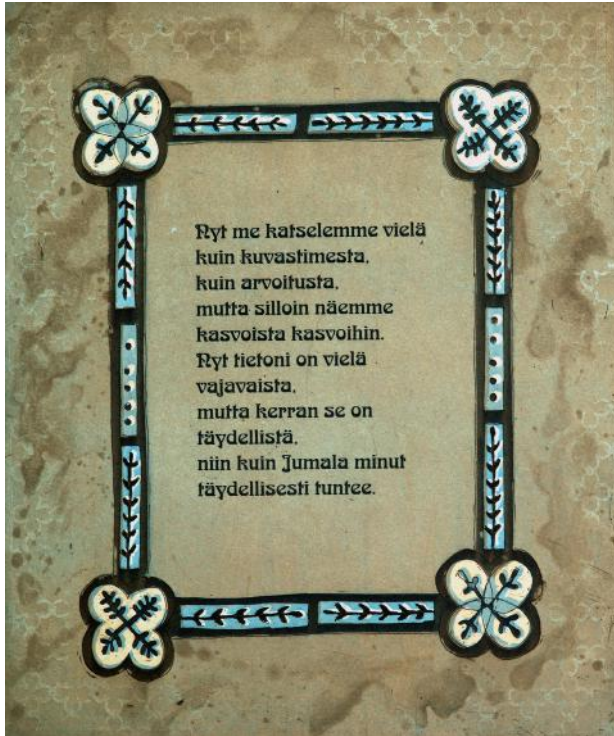 Nyt me katselemme vielä
kuin kuvastimesta,
kuin arvoitusta,
mutta silloin näemme
kasvoista kasvoihin.
Nyt tietoni on vielä
vajavaista,
mutta kerran se on
täydellistä,
niin kuin Jumala minut
täydellisesti tuntee.